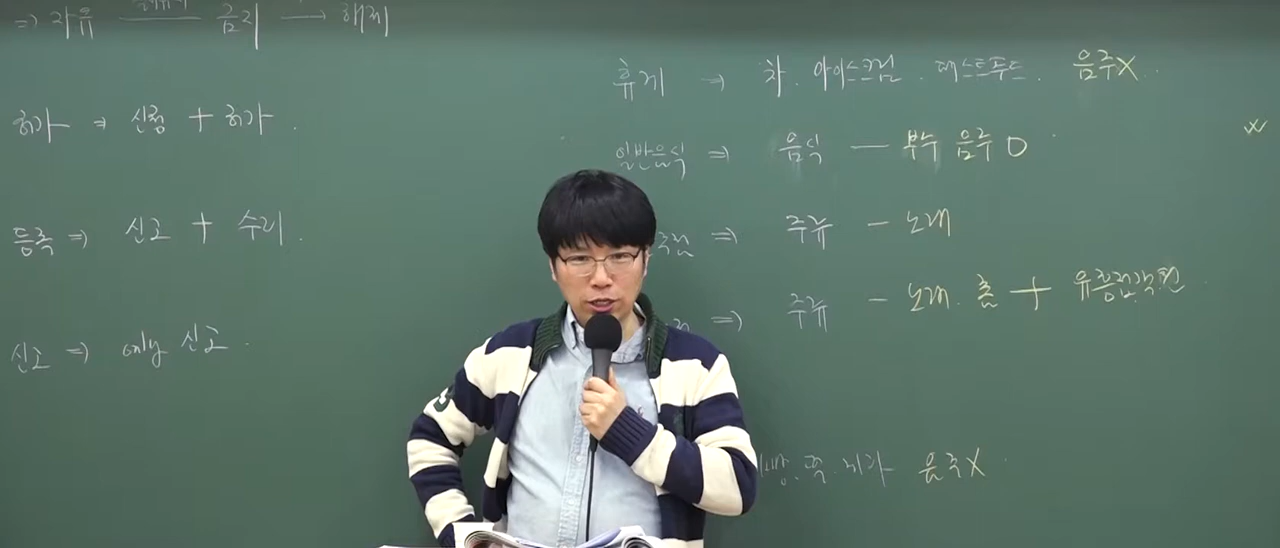 ⇒ 자유 금지 → 해제
허가 ⇒ 신청 + 허가.
등록 ⇒ 신고 + 수리.
신고 ⇒ only 신고.
휴게 → 차. 아이스크림. 패스트푸드. 음주X.
일반음식 ⇒ 음식 — 부수 음주 O
⇒ 주류 - 노래
⇒ 주류 - 노래. 춤 + 유흥접객원.
음주X